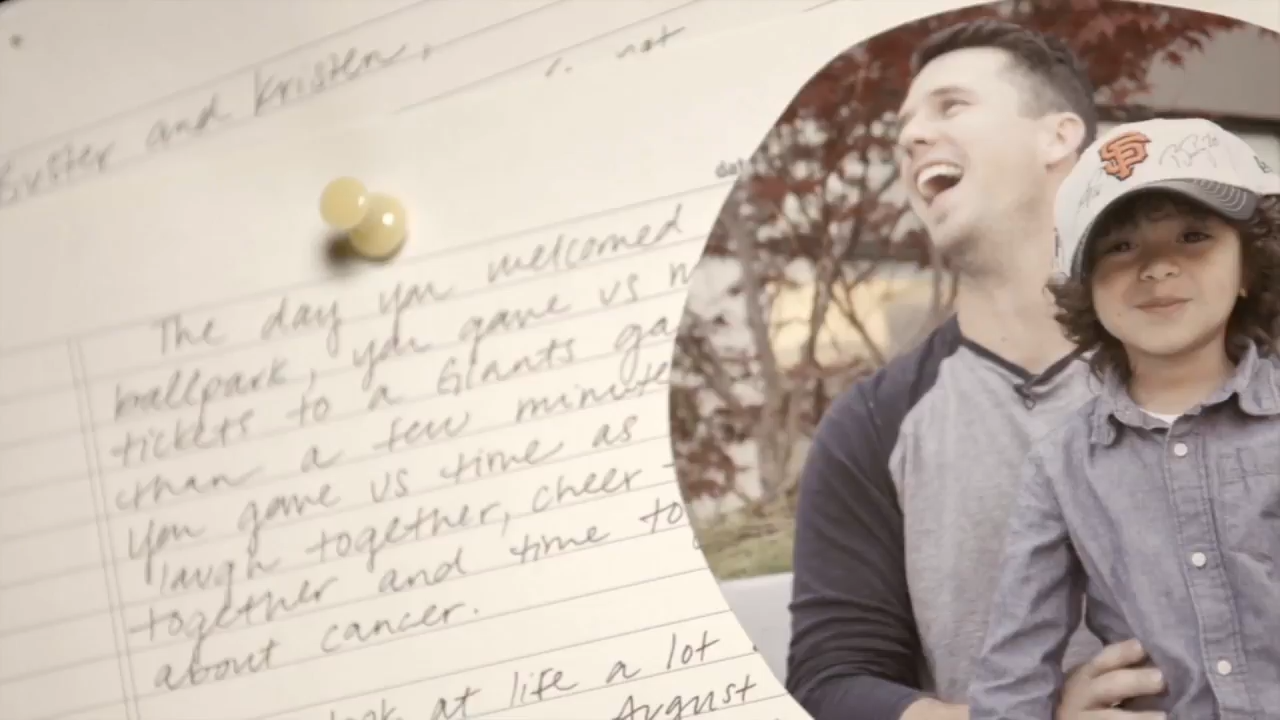 Buster and Kristen,
not
date
The day you welcomed
ballpark, you gave us m
tickets to a Giants ga
than a few minute
You gave us time as
laugh together, cheer
together and time to
about cancer.
look at life a lot
August
SF